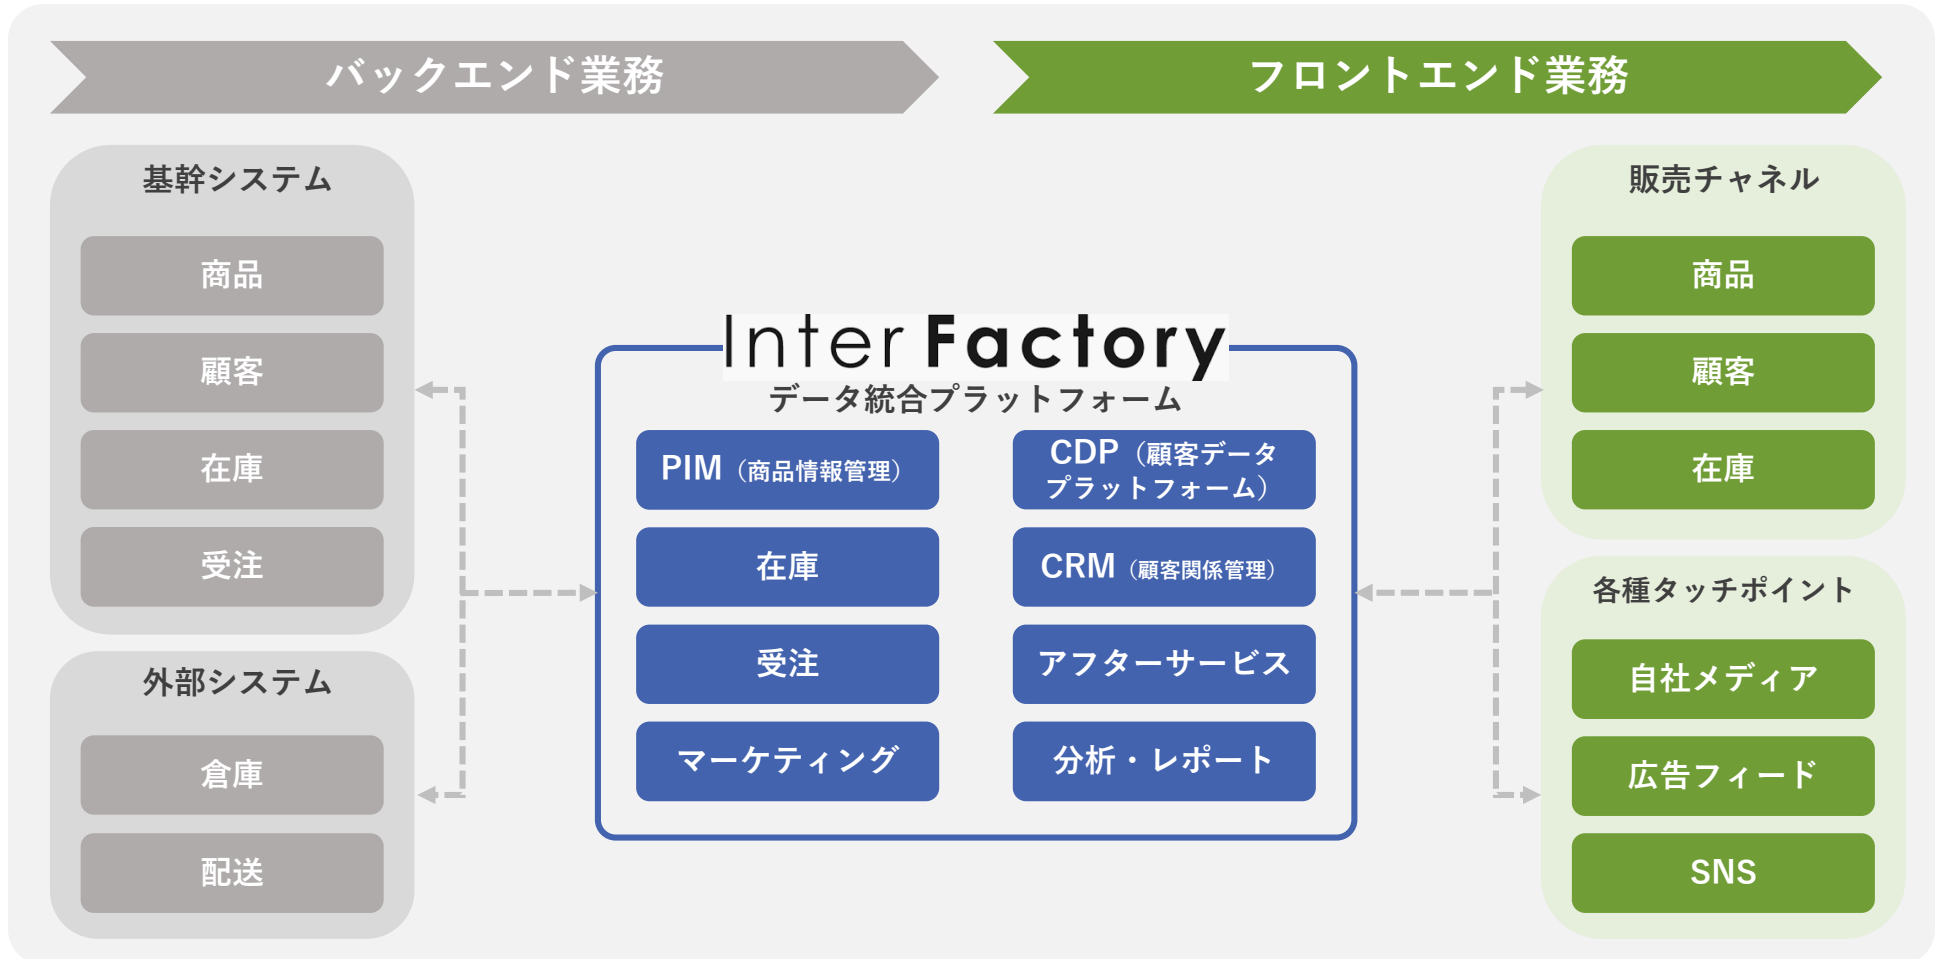 バックエンド業務
フロントエンド業務
基幹システム
商品
顧客
在庫
受注
外部システム
倉庫
配送
Inter Factory
データ統合プラットフォーム
PIM（商品情報管理）
CDP（顧客データ
プラットフォーム）
在庫
CRM（顧客関係管理）
受注
アフターサービス
マーケティング
分析・レポート
販売チャネル
商品
顧客
在庫
各種タッチポイント
自社メディア
広告フィード
SNS